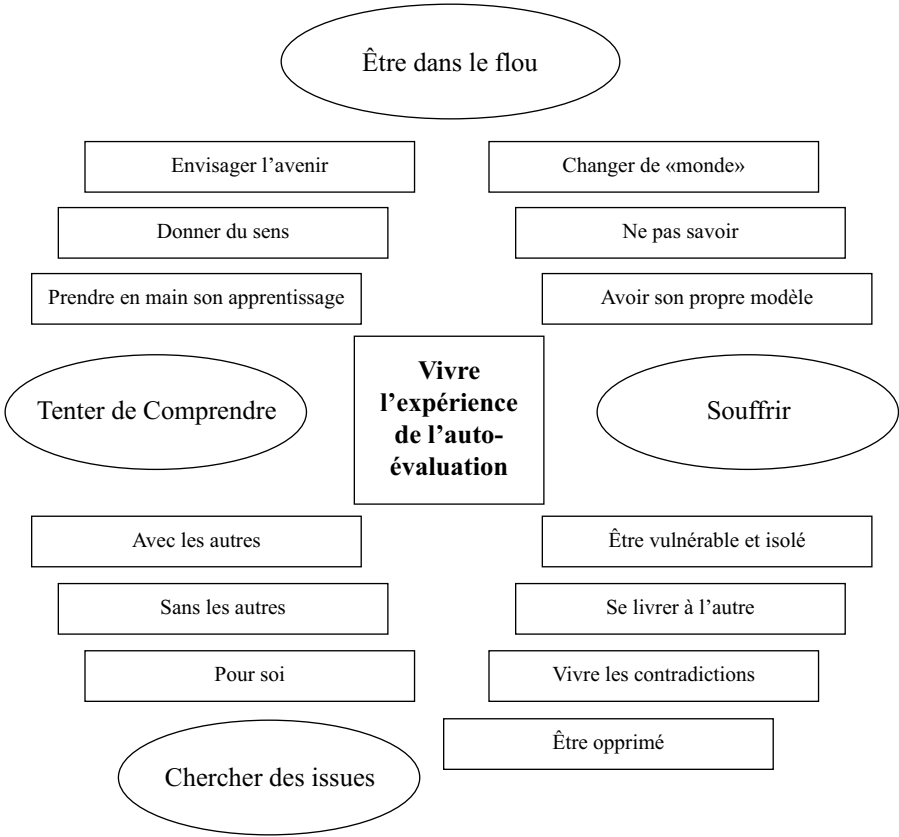 Être dans le flou
Envisager l’avenir
Changer de «monde»
Donner du sens
Ne pas savoir
Prendre en main son apprentissage
Avoir son propre modèle
Vivre
l’expérience
de l’auto-
évaluation
Tenter de Comprendre
Souffrir
Avec les autres
Être vulnérable et isolé
Sans les autres
Se livrer à l’autre
Pour soi
Vivre les contradictions
Être opprimé
Chercher des issues